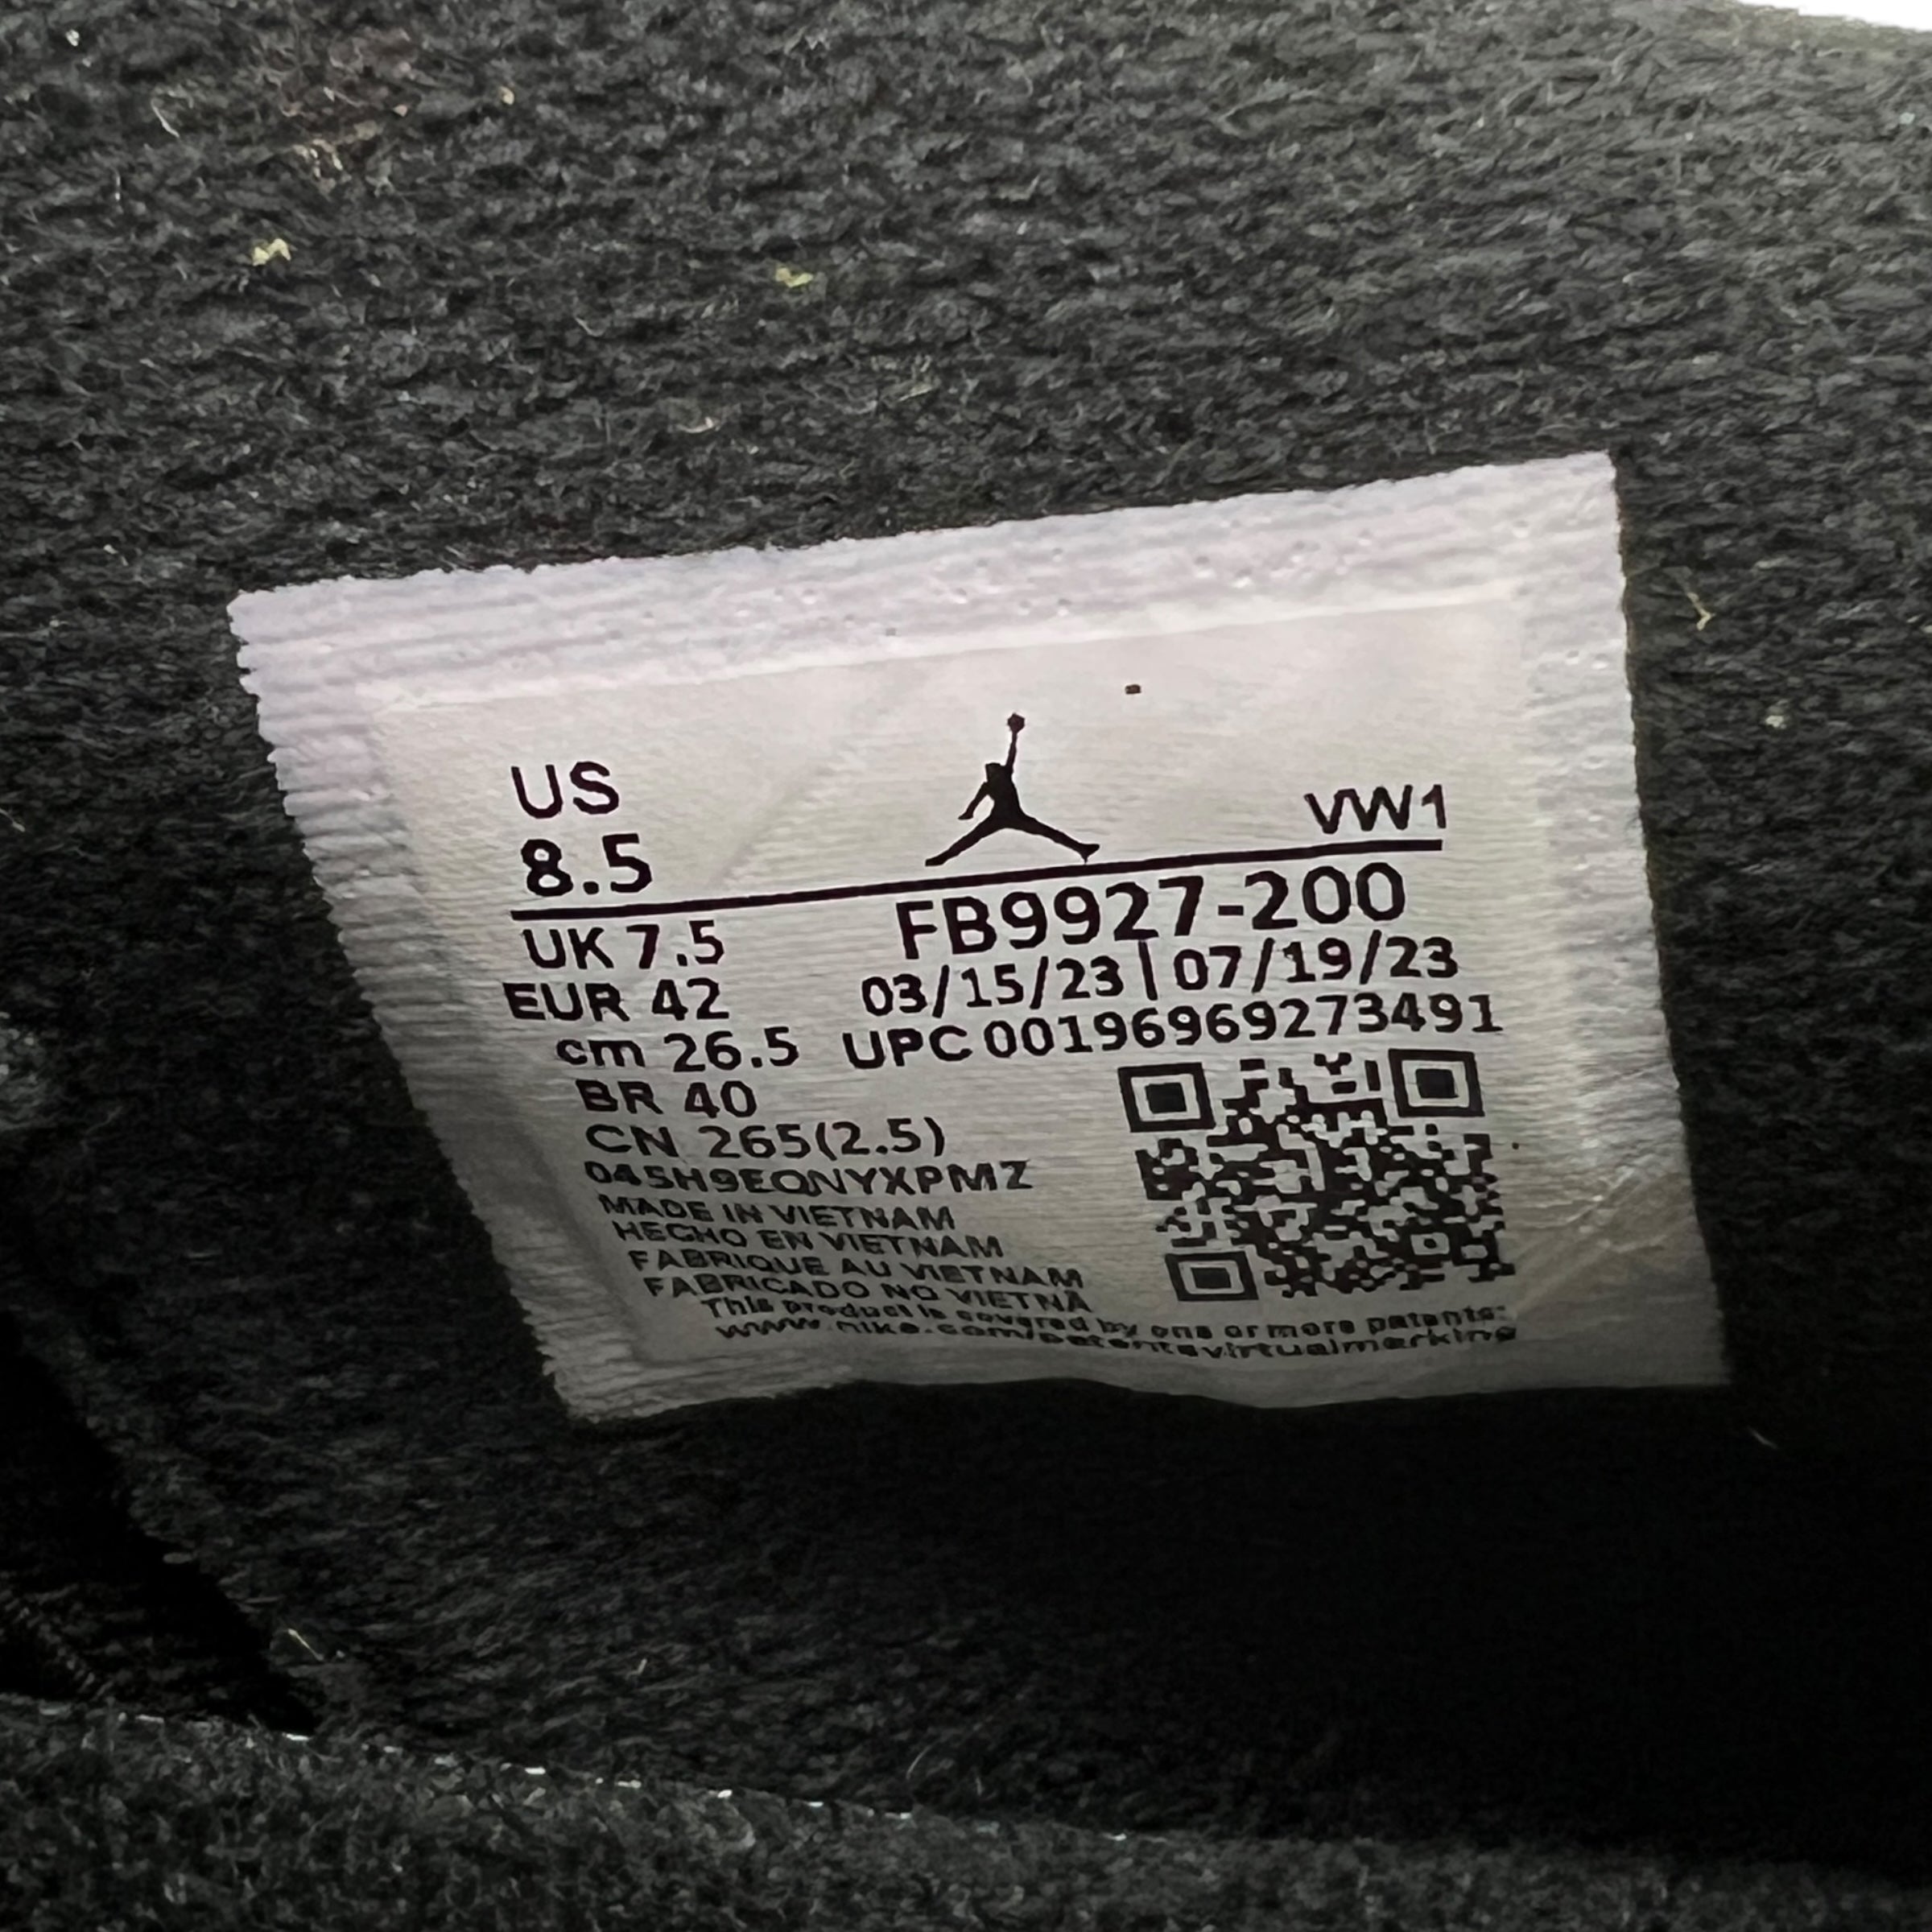 US
8.5
VW1
UK 7.5
EUR 42
cm 26.5
BR 40
CN 265(2.5)
FB9927-200
03/15/23 | 07/19/23
UPC 00196969273491
045H9EQNYXPMZ
MADE IN VIETNAM
HECHO EN VIETNAM
FABRIQUE AU VIETNAM
FABRICADO NO VIETNÃ
This product is covered by one or more patents:
www.nike.com/patentsvirtualmarking